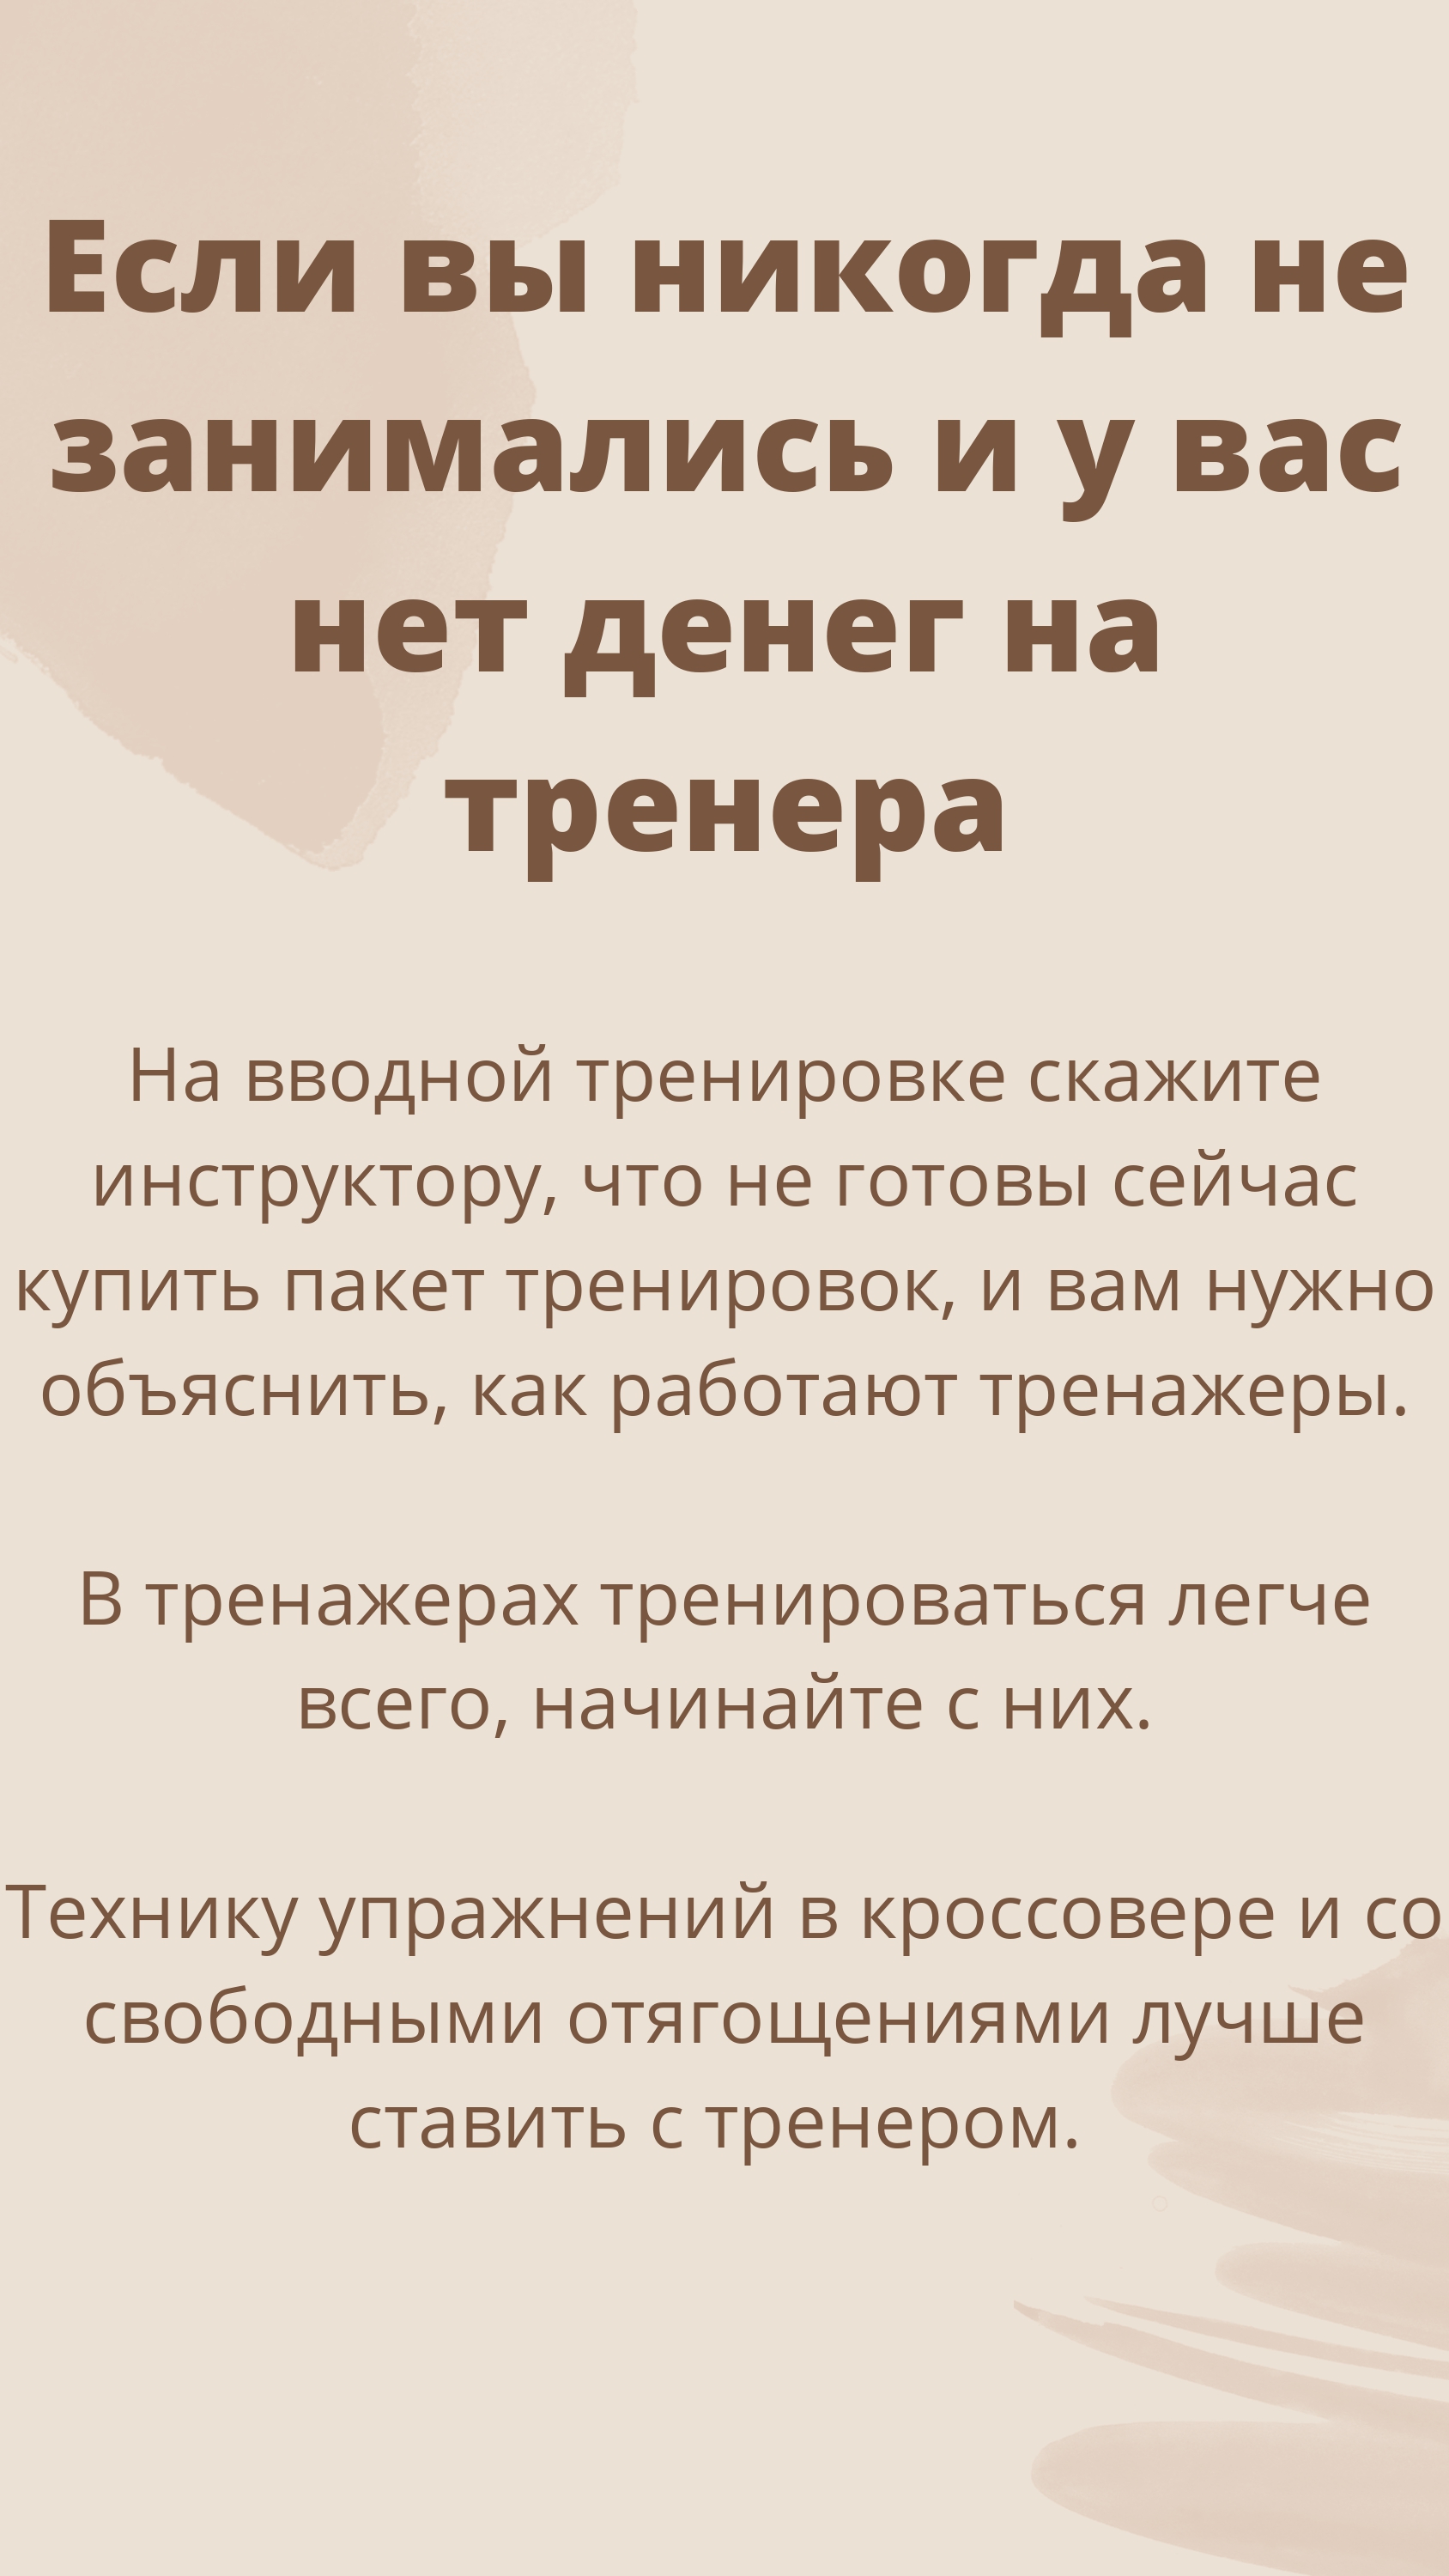 Если вы никогда не
занимались и у вас
нет денег на
тренера
На вводной тренировке скажите
инструктору, что не готовы сейчас
купить пакет тренировок, и вам нужно
объяснить, как работают тренажеры.
В тренажерах тренироваться легче
всего, начинайте с них.
Технику упражнений в кроссовере и со
свободными отягощениями лучше
ставить с тренером.